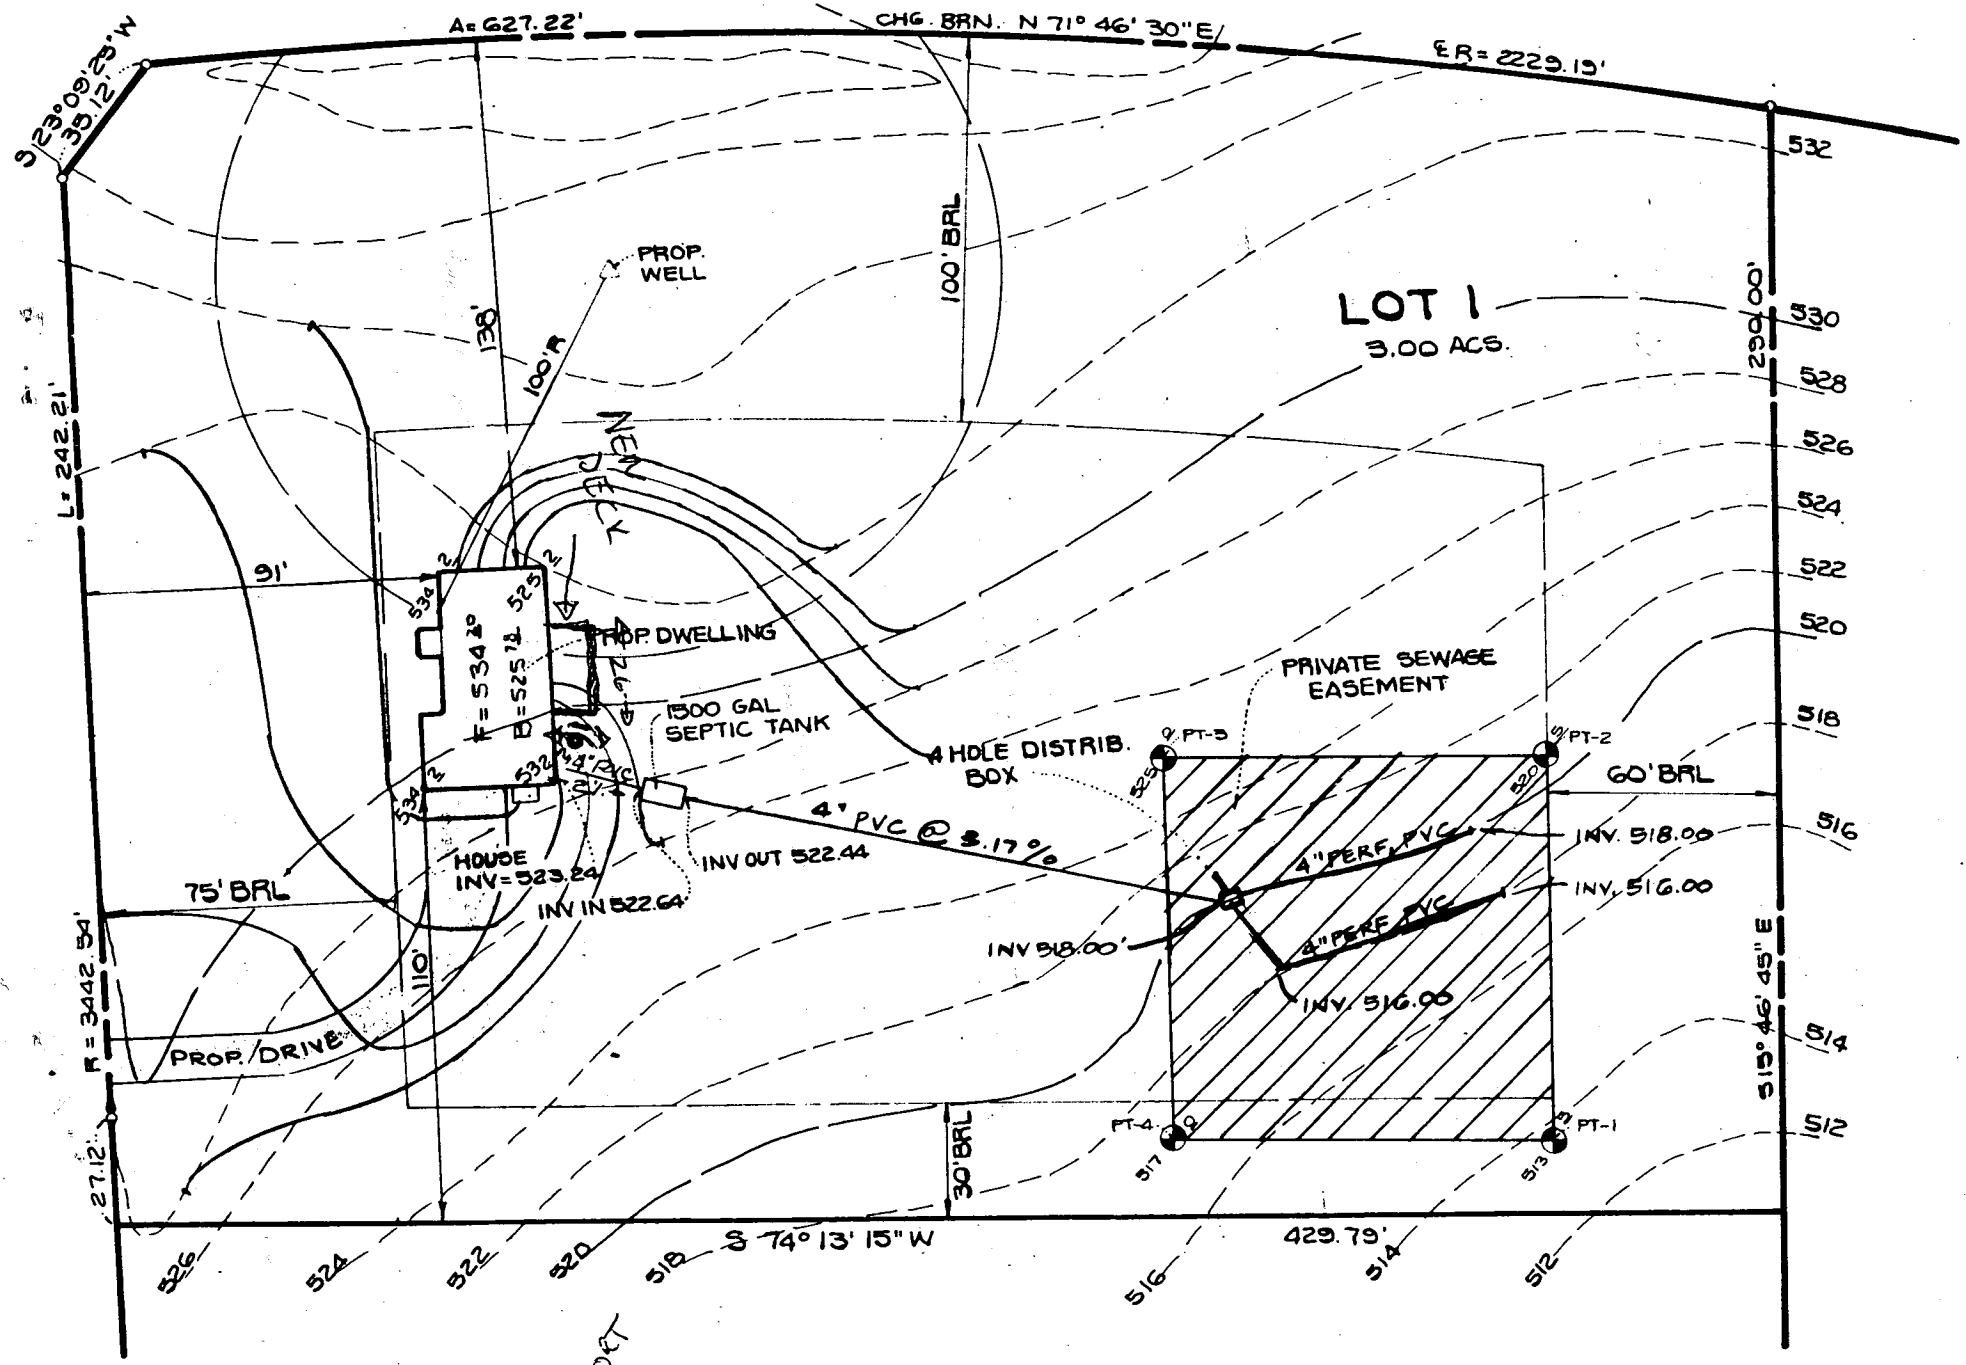 A = 627.22'
CHG. BRN. N 71° 46' 30" E
℄ R = 2229.19'
S 23° 09' 23" W
35.12'
532
PROP.
WELL
100' BRL
138'
100' R
LOT 1
3.00 ACS.
290.00'
530
528
526
524
522
520
518
516
514
512
L = 242.21'
NEW
DECK
91'
534
525
F = 534 20
B = 525 70
PROP. DWELLING
1500 GAL
SEPTIC TANK
PRIVATE SEWAGE
EASEMENT
4 HOLE DISTRIB.
BOX
PT-3
525
PT-2
520
60' BRL
532
534
4" PVC
4" PVC @ 3.17%
HOUSE
INV = 523.24
INV OUT 522.44
INV IN 522.64
75' BRL
4" PERF. PVC
INV. 518.00
4" PERF. PVC
INV. 516.00
INV 518.00'
INV. 516.00
R = 3442.54'
110'
PROP. DRIVE
S15° 46' 45" E
27.12'
30' BRL
PT-4
517
PT-1
513
S 74° 13' 15" W
429.79'
526
524
522
520
518
516
514
512